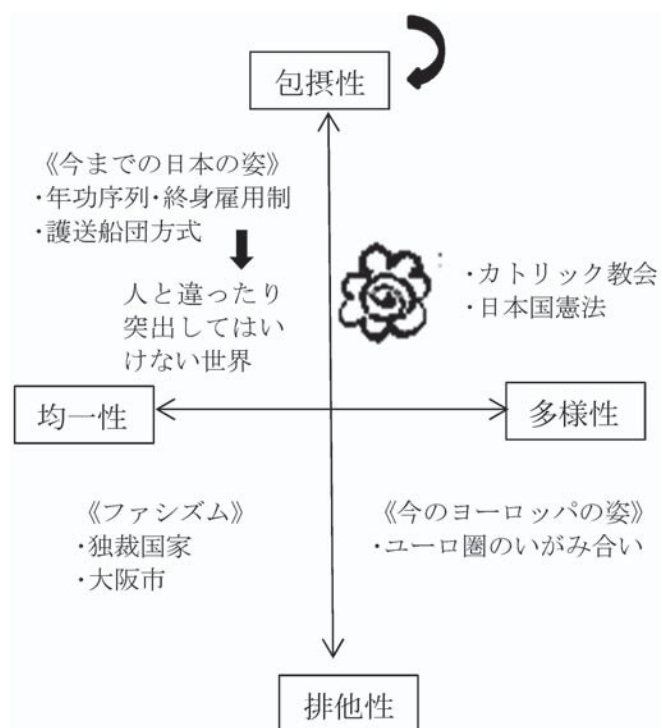 包摂性
《今までの日本の姿》
・年功序列・終身雇用制
・護送船団方式
人と違ったり
突出してはい
けない世界
・カトリック教会
・日本国憲法
均一性
多様性
《ファシズム》
・独裁国家
・大阪市
《今のヨーロッパの姿》
・ユーロ圏のいがみ合い
排他性